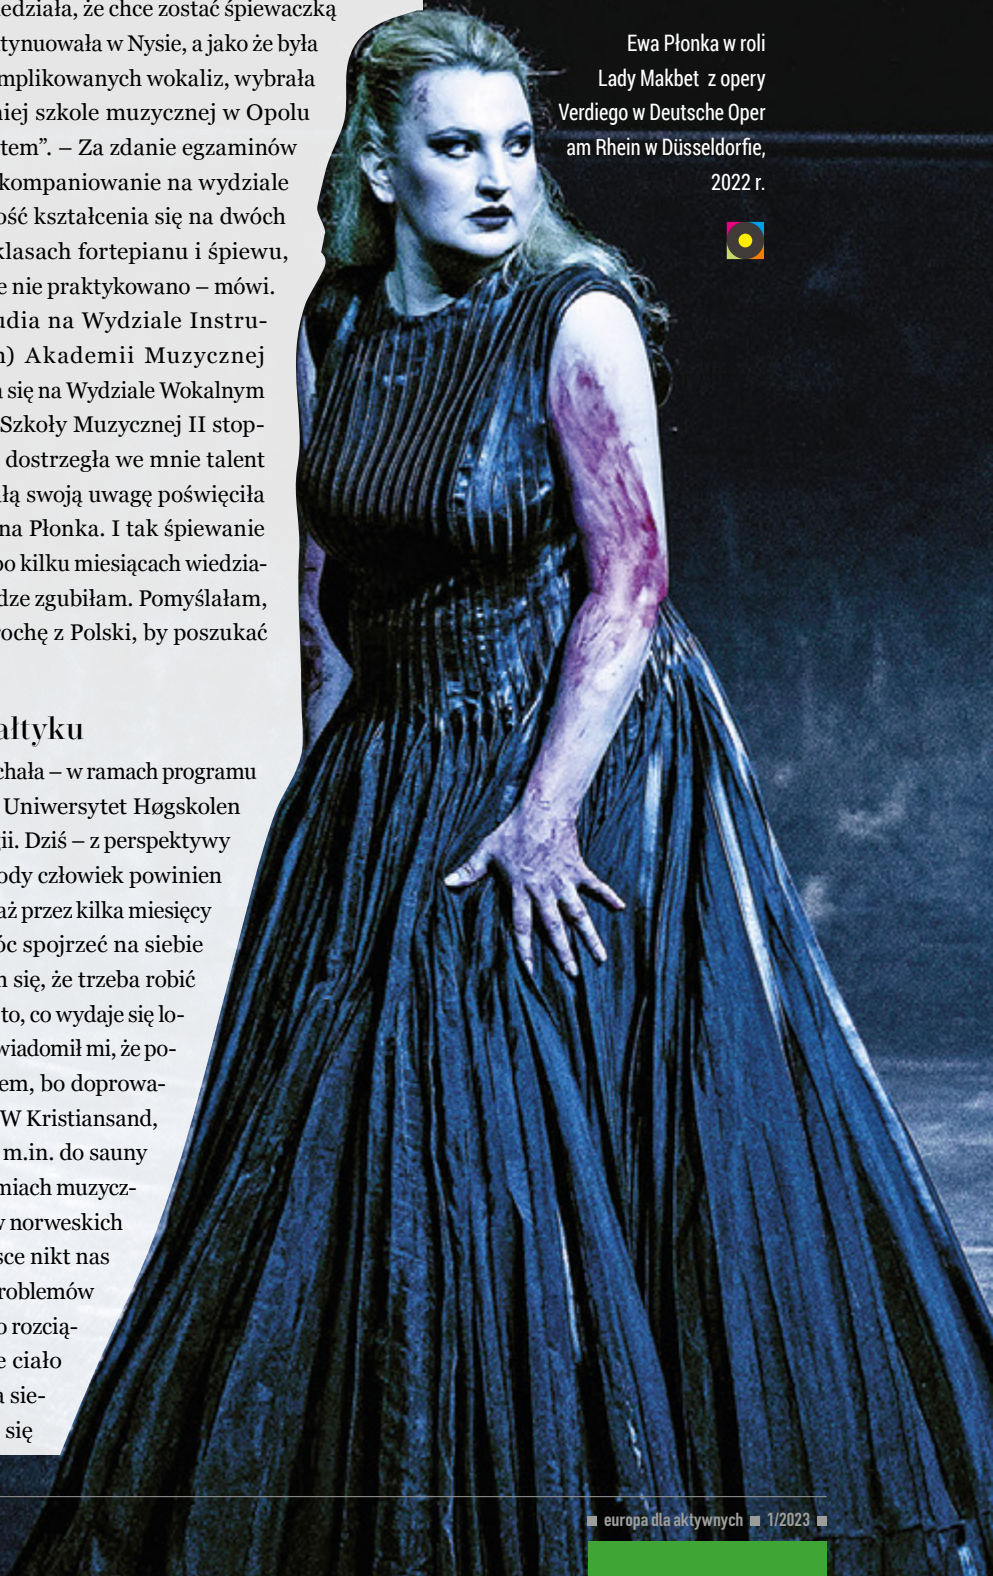 iedziała, że chce zostać śpiewaczką
tynuowała w Nysie, a jako że była
mplikowanych wokaliz, wybrała
niej szkole muzycznej w Opolu
tem”. – Za zdanie egzaminów
kompaniowanie na wydziale
ość kształcenia się na dwóch
klasach fortepianu i śpiewu,
e nie praktykowano – mówi.
udia na Wydziale Instru-
n) Akademii Muzycznej
a się na Wydziale Wokalnym
Szkoły Muzycznej II stop-
dostrzegła we mnie talent
ałą swoją uwagę poświęciła
na Płonka. I tak śpiewanie
po kilku miesiącach wiedzia-
dze zgubiłam. Pomyślałam,
rochę z Polski, by poszukać
ałtyku
chała – w ramach programu
Uniwersytet Høgskolen
gii. Dziś – z perspektywy
ody człowiek powinien
aż przez kilka miesięcy
óc spojrzeć na siebie
m się, że trzeba robić
to, co wydaje się lo-
wiadomił mi, że po-
em, bo doprowa-
W Kristiansand,
m.in. do sauny
miach muzycz-
w norweskich
sce nikt nas
roblemów
o rozcią-
e ciało
a sie-
się
Ewa Płonka w roli
Lady Makbet z opery
Verdiego w Deutsche Oper
am Rhein w Düsseldorfie,
2022 r.
europa dla aktywnych 1/2023